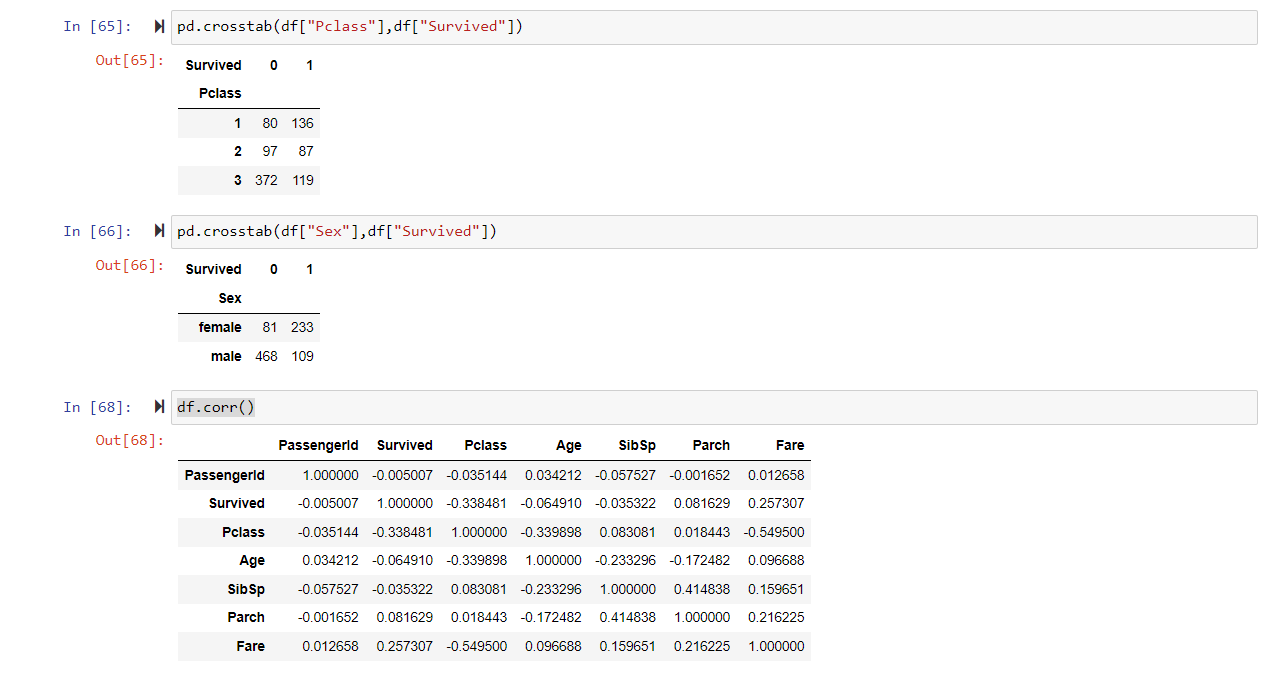 In [65]: pd.crosstab(df["Pclass"],df["Survived"])
Out[65]:
Survived 0 1
Pclass
1 80 136
2 97 87
3 372 119
In [66]: pd.crosstab(df["Sex"],df["Survived"])
Out[66]:
Survived 0 1
Sex
female 81 233
male 468 109
In [68]: df.corr()
Out[68]:
PassengerId Survived Pclass Age SibSp Parch Fare
PassengerId 1.000000 -0.005007 -0.035144 0.034212 -0.057527 -0.001652 0.012658
Survived -0.005007 1.000000 -0.338481 -0.064910 -0.035322 0.081629 0.257307
Pclass -0.035144 -0.338481 1.000000 -0.339898 0.083081 0.018443 -0.549500
Age 0.034212 -0.064910 -0.339898 1.000000 -0.233296 -0.172482 0.096688
SibSp -0.057527 -0.035322 0.083081 -0.233296 1.000000 0.414838 0.159651
Parch -0.001652 0.081629 0.018443 -0.172482 0.414838 1.000000 0.216225
Fare 0.012658 0.257307 -0.549500 0.096688 0.159651 0.216225 1.000000